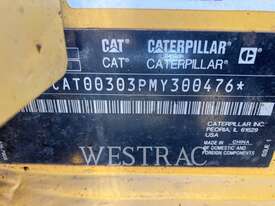 CAT CATERPILLAR
CAT CATERPILLAR
CAT00303PMY300476*
CATERPILLAR INC.
PEORIA, IL 61629
USA
WESTRAC
MADE IN CHINA
OF DOMESTIC AND
FOREIGN COMPONENTS